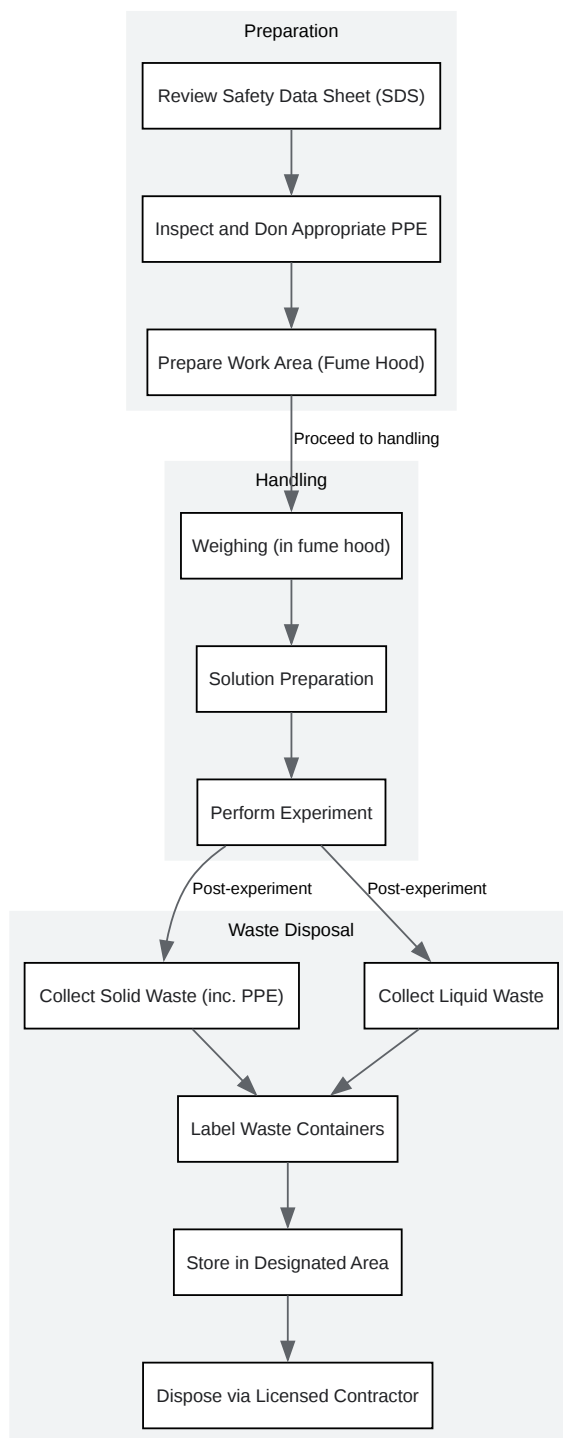 Preparation
Review Safety Data Sheet (SDS)
Inspect and Don Appropriate PPE
Prepare Work Area (Fume Hood)
Proceed to handling
Handling
Weighing (in fume hood)
Solution Preparation
Perform Experiment
Post-experiment
Post-experiment
Waste Disposal
Collect Solid Waste (inc. PPE)
Collect Liquid Waste
Label Waste Containers
Store in Designated Area
Dispose via Licensed Contractor